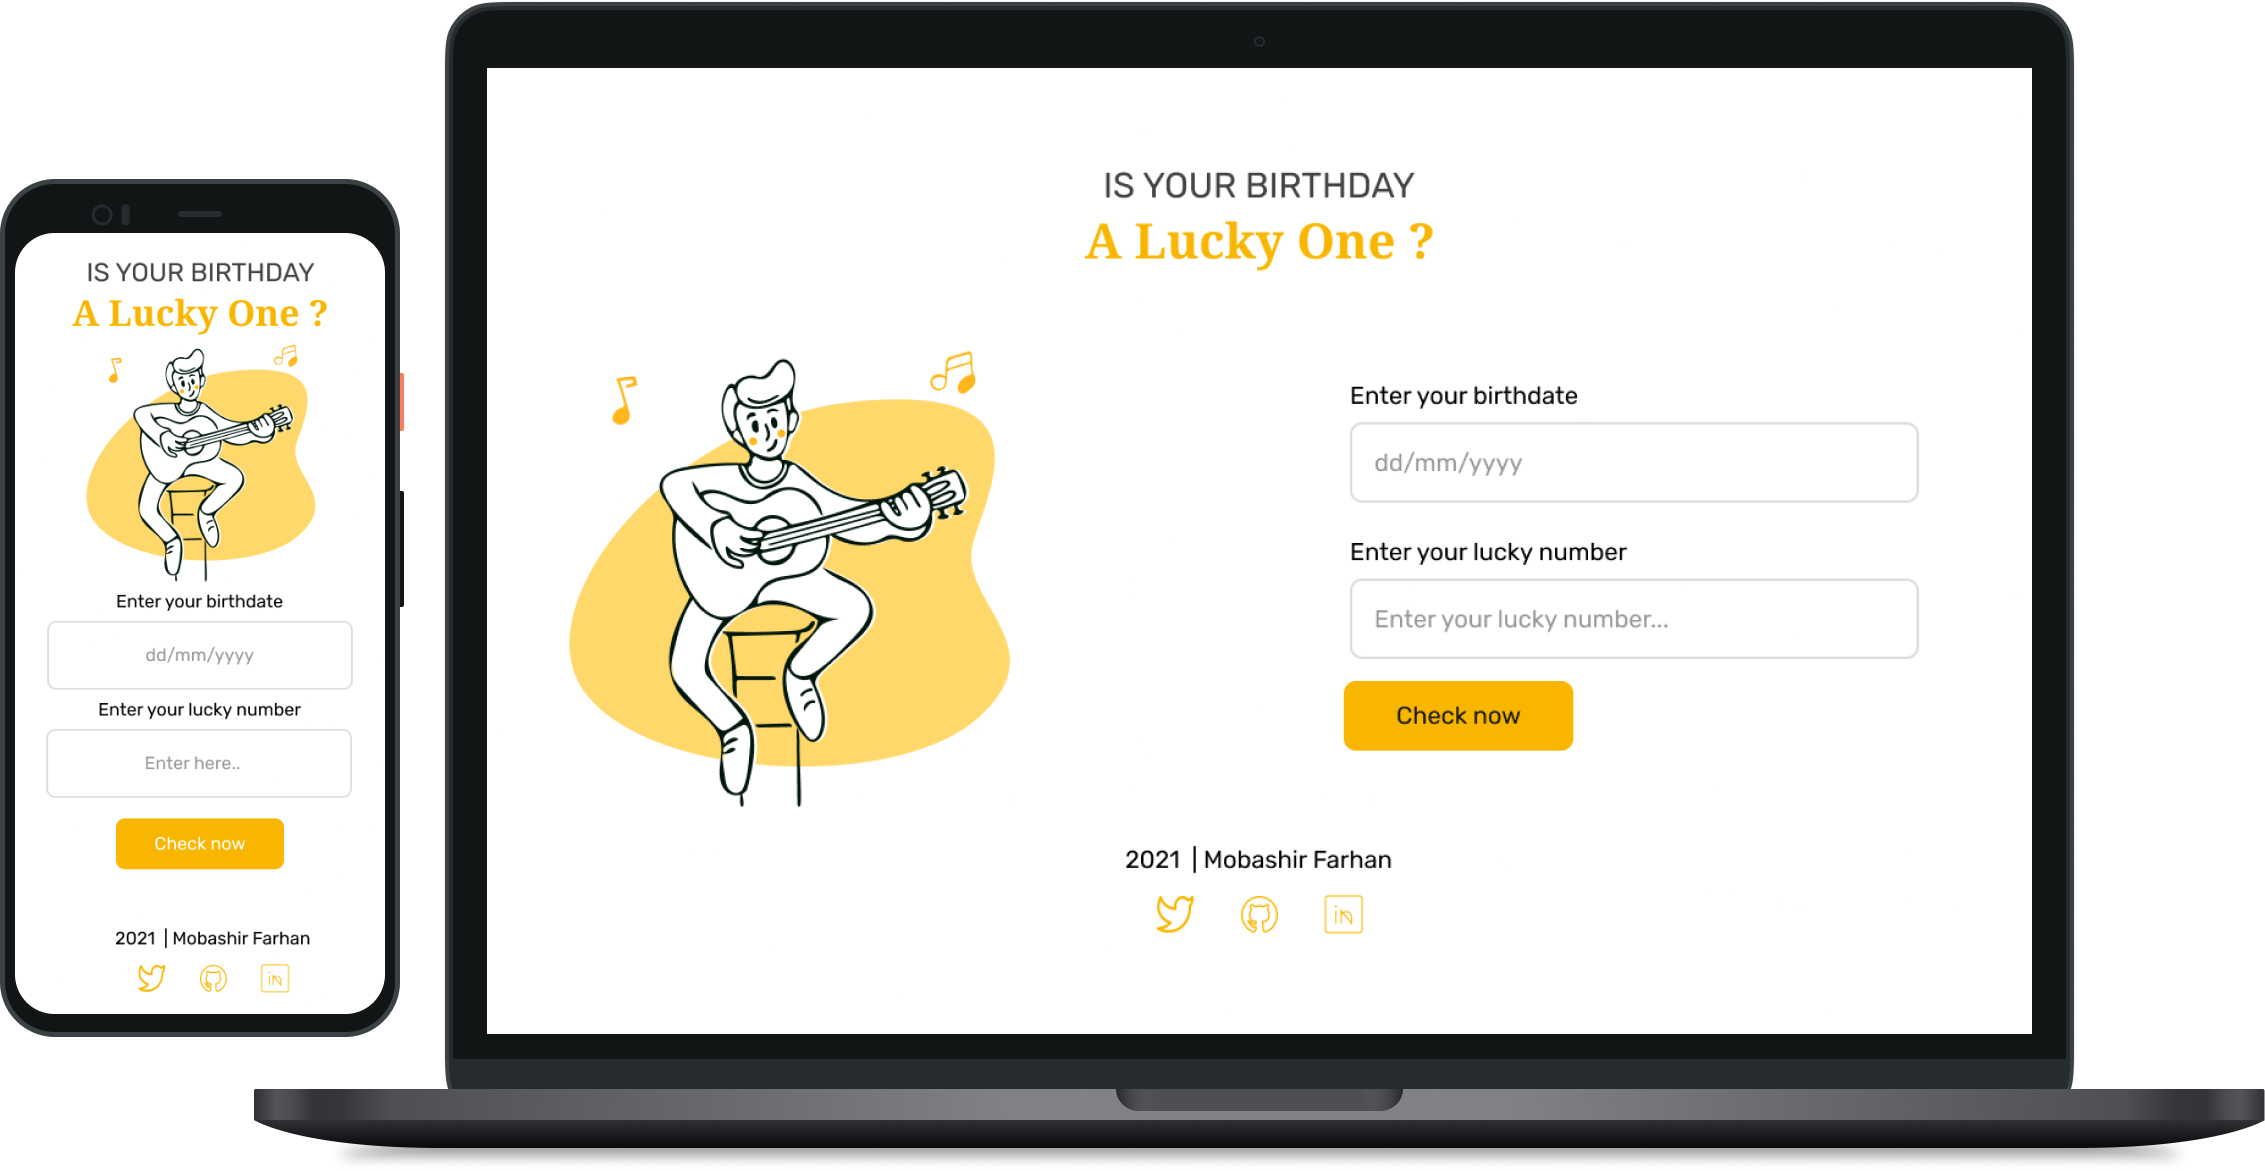 IS YOUR BIRTHDAY
A Lucky One ?
Enter your birthdate
dd/mm/yyyy
Enter your lucky number
Enter here..
Check now
2021 | Mobashir Farhan
in
IS YOUR BIRTHDAY
A Lucky One ?
Enter your birthdate
dd/mm/yyyy
Enter your lucky number
Enter your lucky number...
Check now
2021 | Mobashir Farhan
in